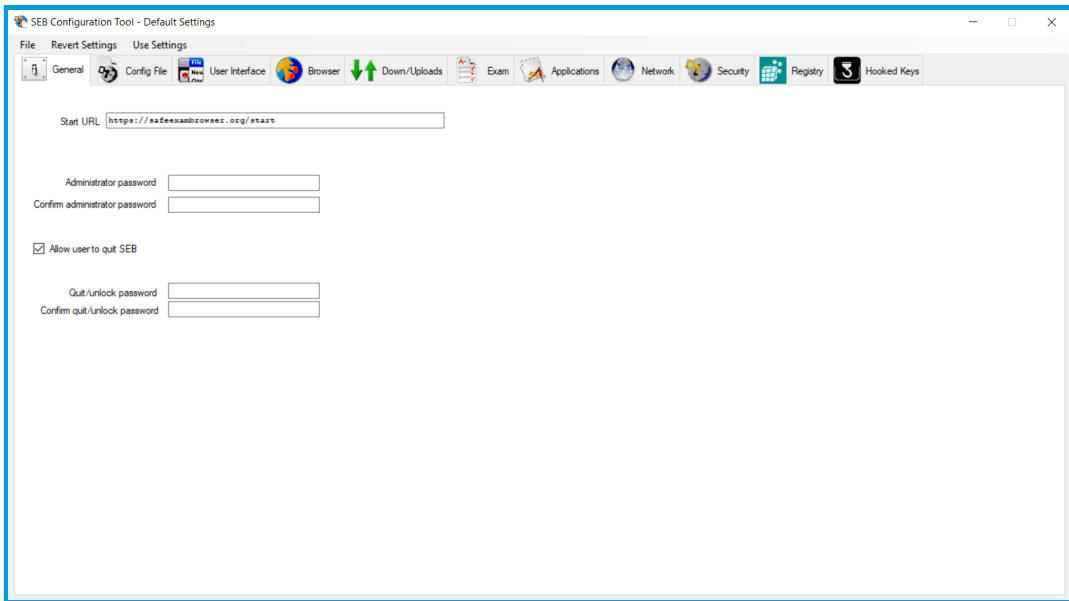 SEB Configuration Tool - Default Settings
File Revert Settings Use Settings
General Config File File New User Interface Browser Down/Uploads A- Exam Applications Network Security Registry Hooked Keys
Start URL https://safeexambrowser.org/start
Administrator password
Confirm administrator password
Allow user to quit SEB
Quit/unlock password
Confirm quit/unlock password